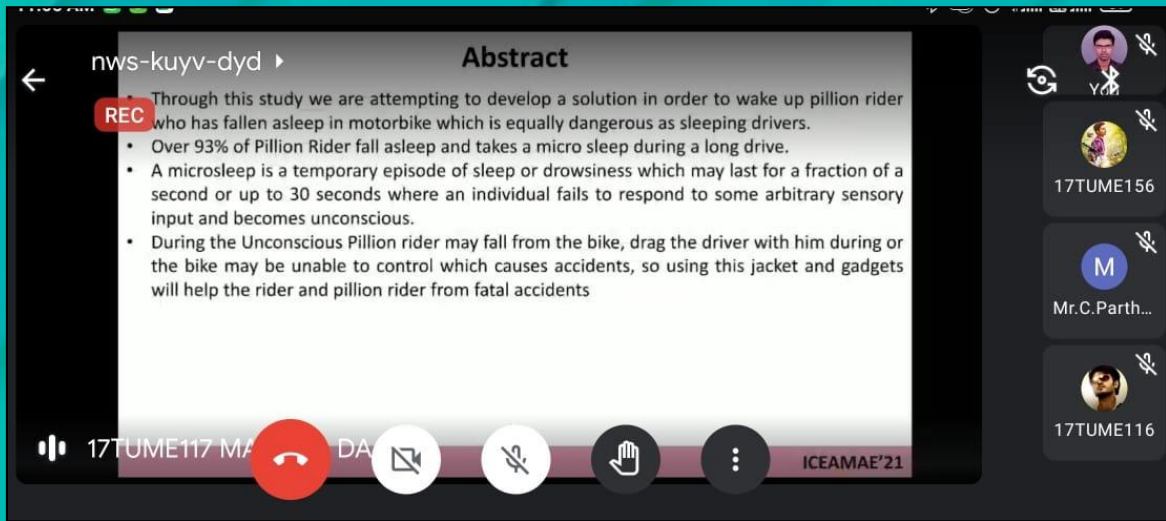 nws-kuyv-dyd
Abstract
REC
• Through this study we are attempting to develop a solution in order to wake up pillion rider
who has fallen asleep in motorbike which is equally dangerous as sleeping drivers.
• Over 93% of Pillion Rider fall asleep and takes a micro sleep during a long drive.
• A microsleep is a temporary episode of sleep or drowsiness which may last for a fraction of a
second or up to 30 seconds where an individual fails to respond to some arbitrary sensory
input and becomes unconscious.
• During the Unconscious Pillion rider may fall from the bike, drag the driver with him during or
the bike may be unable to control which causes accidents, so using this jacket and gadgets
will help the rider and pillion rider from fatal accidents
17TUME117 MA DA
ICEAMAE'21
You
17TUME156
M
Mr.C.Parth...
17TUME116